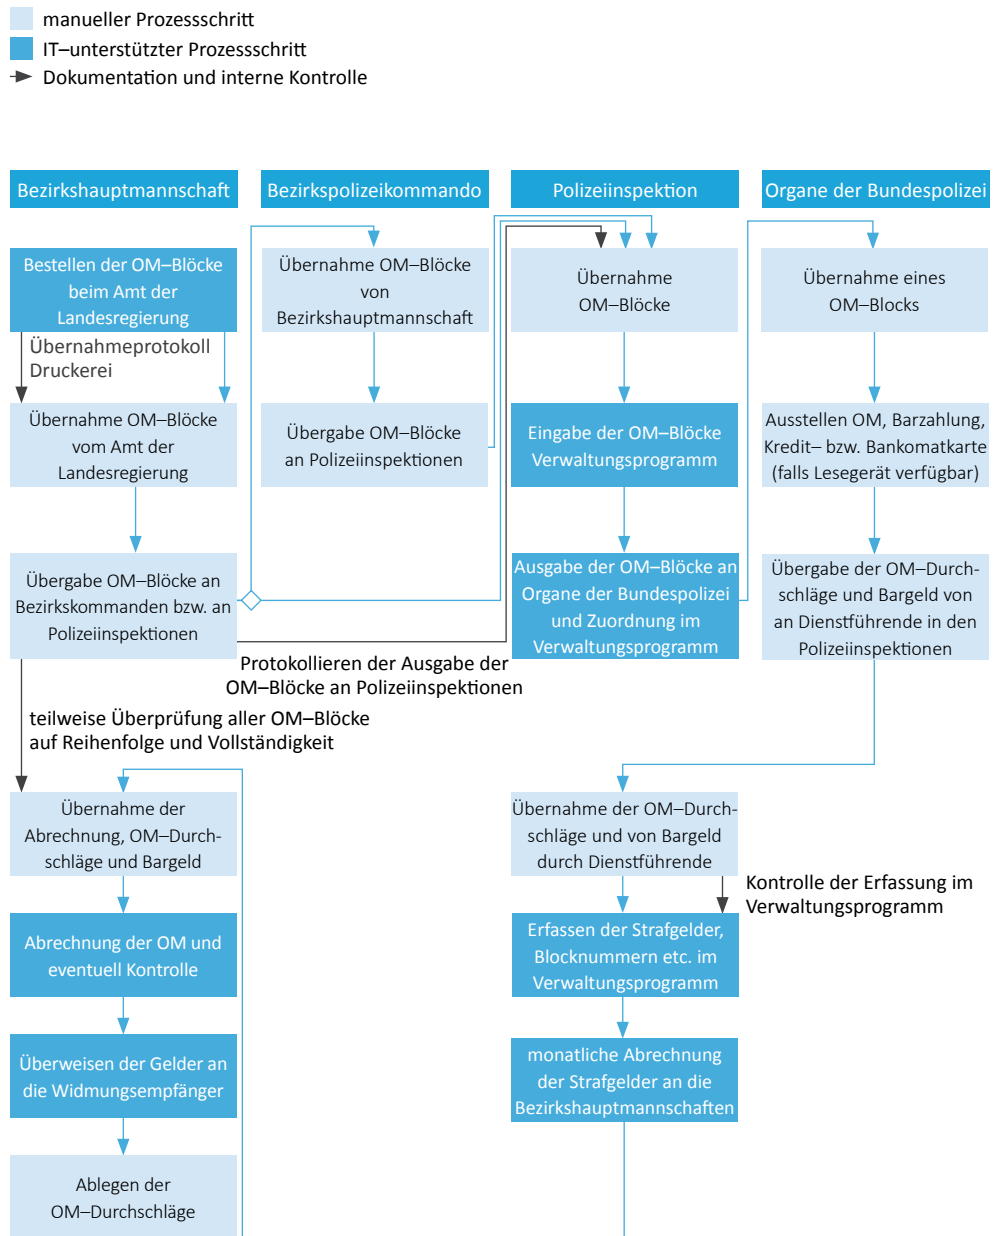 manueller Prozessschritt
IT–unterstützter Prozessschritt
Dokumentation und interne Kontrolle
Bezirkshauptmannschaft
Bezirkspolizeikommando
Polizeiinspektion
Organe der Bundespolizei
Bestellen der OM–Blöcke
beim Amt der
Landesregierung
Übernahme OM–Blöcke
von
Bezirkshauptmannschaft
Übernahme
OM–Blöcke
Übernahme eines
OM–Blocks
Übernahmeprotokoll
Druckerei
Übernahme OM–Blöcke
vom Amt der
Landesregierung
Übergabe OM–Blöcke
an Polizeiinspektionen
Eingabe der OM–Blöcke
Verwaltungsprogramm
Ausstellen OM, Barzahlung,
Kredit– bzw. Bankomatkarte
(falls Lesegerät verfügbar)
Übergabe OM–Blöcke an
Bezirkskommanden bzw. an
Polizeiinspektionen
Ausgabe der OM–Blöcke an
Organe der Bundespolizei
und Zuordnung im
Verwaltungsprogramm
Übergabe der OM–Durch-
schläge und Bargeld von
an Dienstführende in den
Polizeiinspektionen
Protokollieren der Ausgabe der
OM–Blöcke an Polizeiinspektionen
teilweise Überprüfung aller OM–Blöcke
auf Reihenfolge und Vollständigkeit
Übernahme der
Abrechnung, OM–Durch-
schläge und Bargeld
Übernahme der OM–Durch-
schläge und von Bargeld
durch Dienstführende
Kontrolle der Erfassung im
Verwaltungsprogramm
Abrechnung der OM und
eventuell Kontrolle
Erfassen der Strafgelder,
Blocknummern etc. im
Verwaltungsprogramm
Überweisen der Gelder an
die Widmungsempfänger
monatliche Abrechnung
der Strafgelder an die
Bezirkshauptmannschaften
Ablegen der
OM–Durchschläge